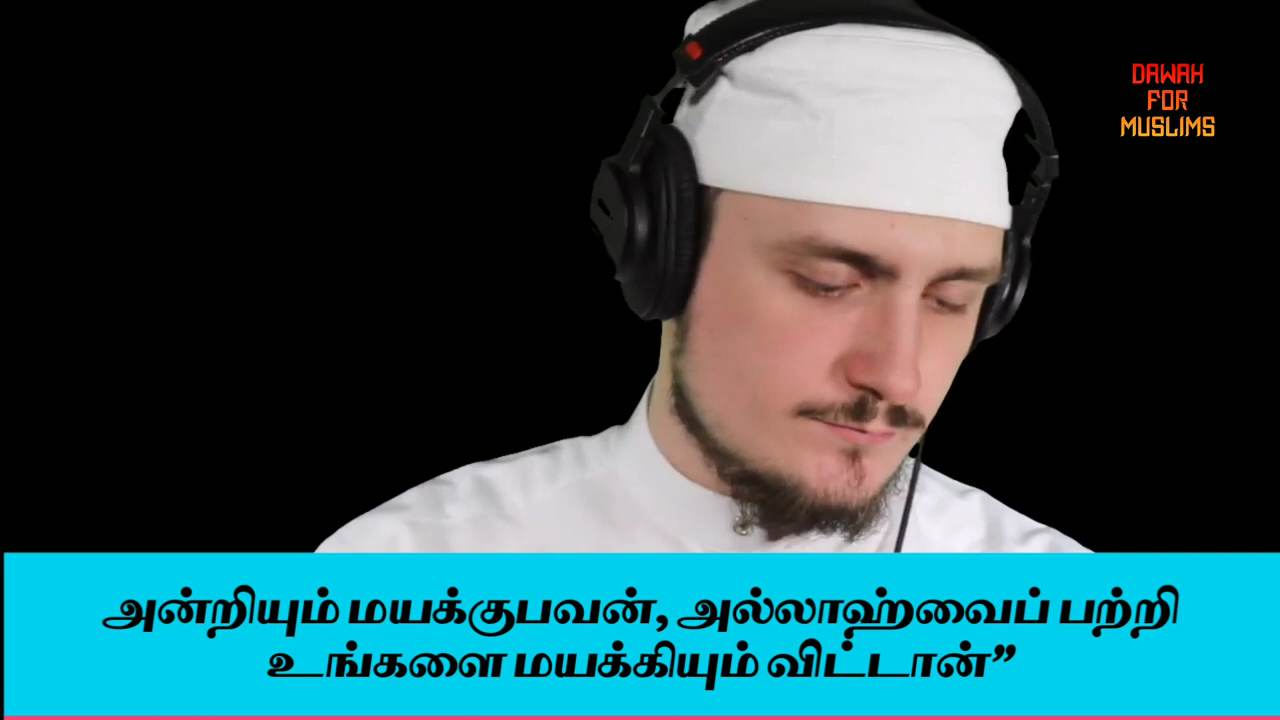 DAWAH
FOR
MUSLIMS
அன்றியும் மயக்குபவன், அல்லாஹ்வைப் பற்றி
உங்களை மயக்கியும் விட்டான்”